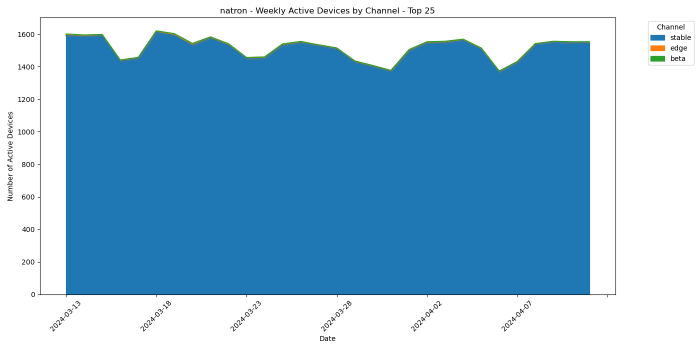 natron - Weekly Active Devices by Channel - Top 25
Channel
stable
edge
beta
Number of Active Devices
1600
1400
1200
1000
800
600
400
200
0
2024-03-13
2024-03-18
2024-03-23
2024-03-28
2024-04-02
2024-04-07
Date